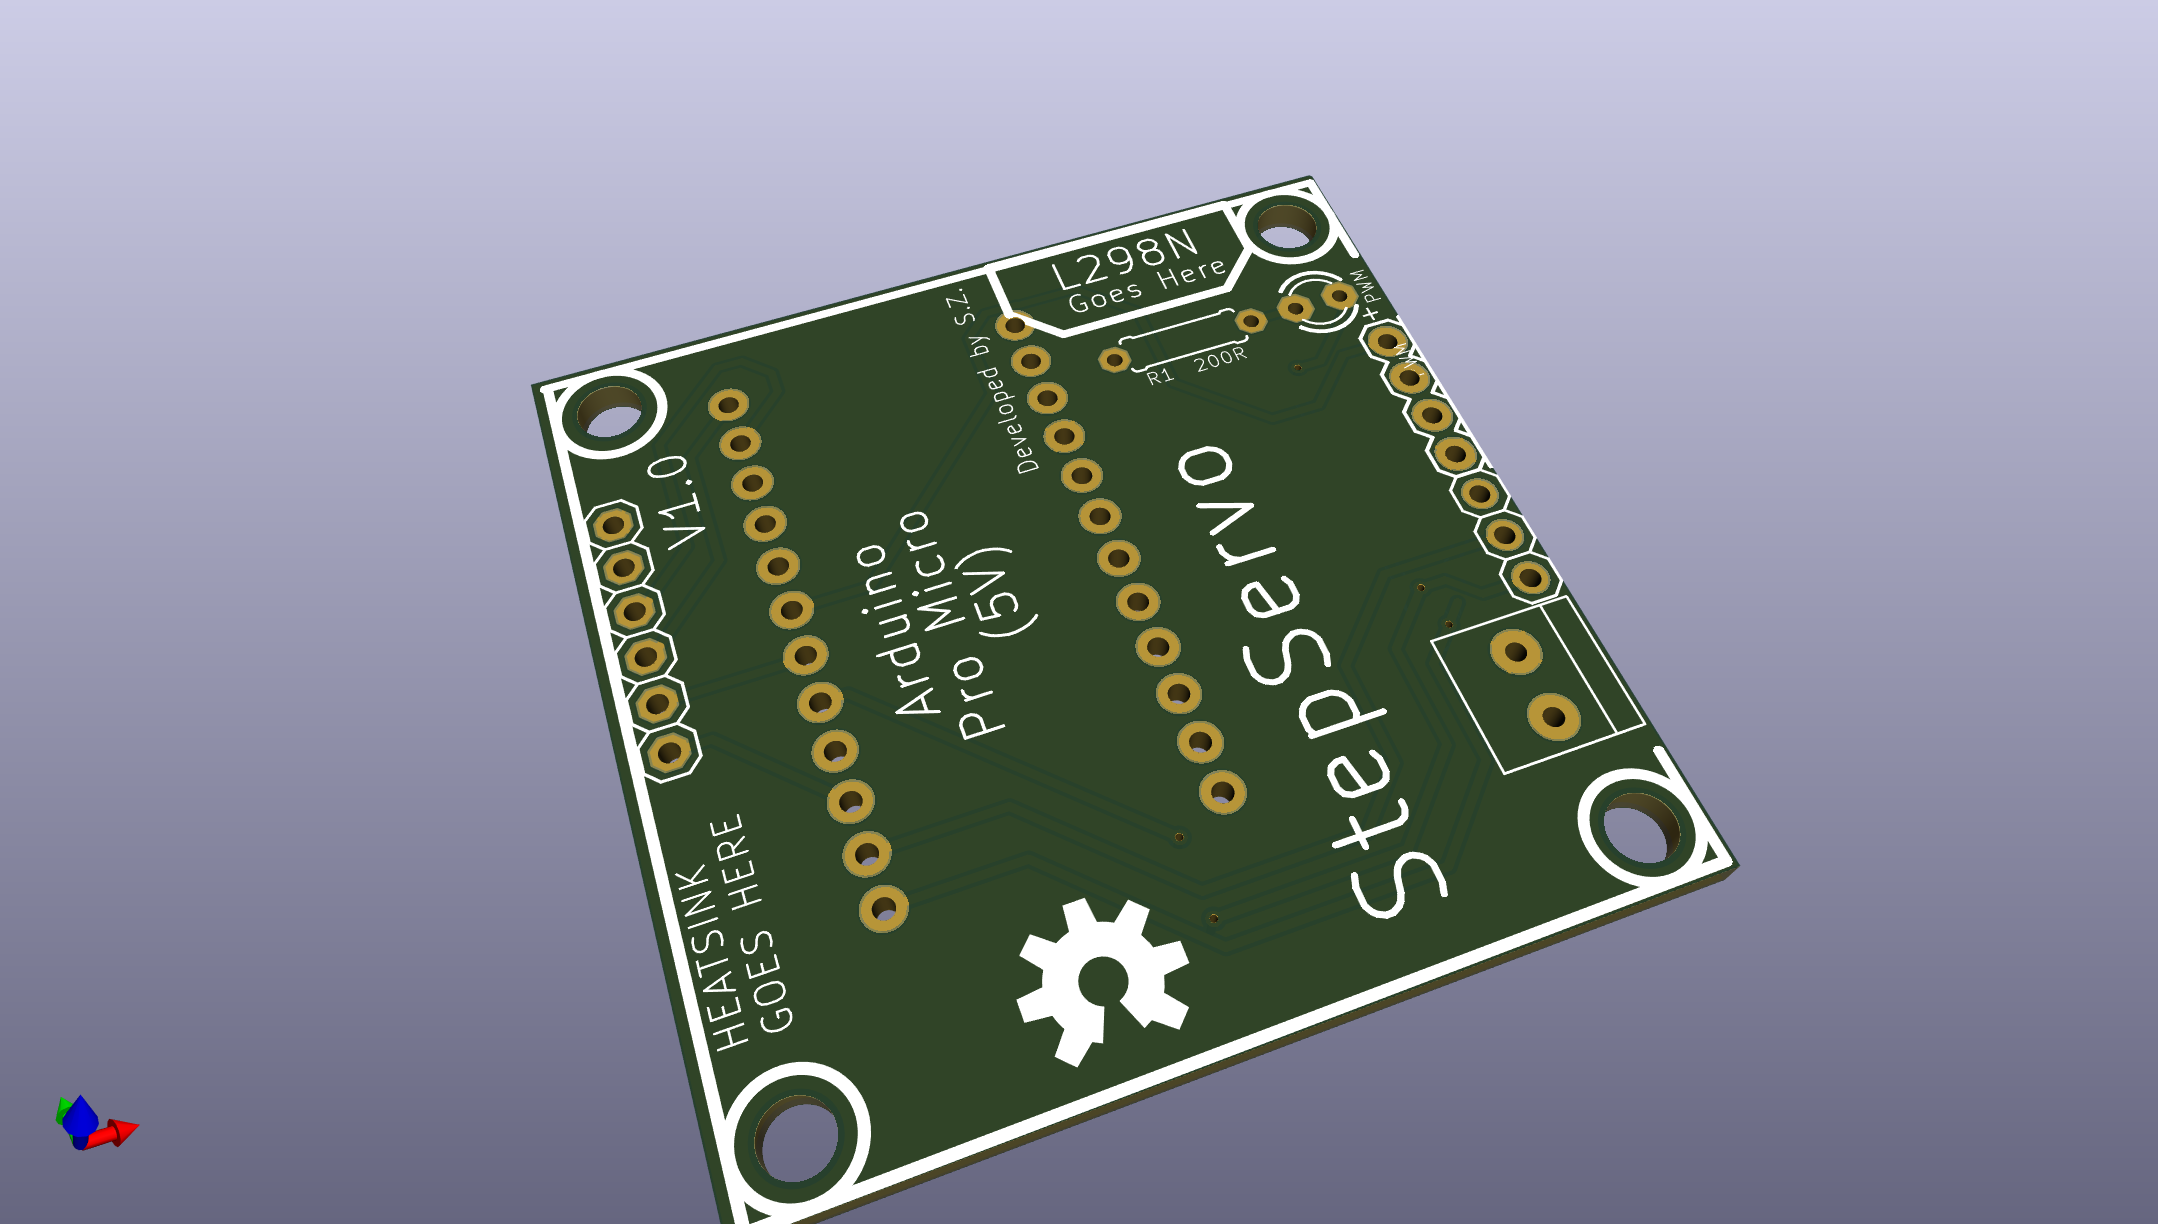 L298N
Goes Here
PWM
+
R1 200R
Developed by S.Z.
V1.0
Arduino
Pro Micro
(5V)
StepServo
HEATSINK
GOES HERE